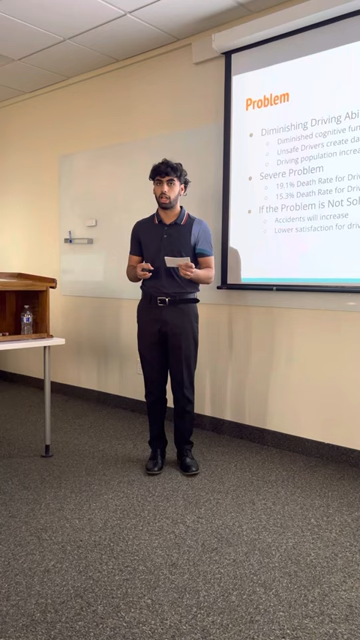 Problem
● Diminishing Driving Abi
○ Diminished cognitive fun
○ Unsafe Drivers create da
○ Driving population increa
● Severe Problem
○ 19.1% Death Rate for Driv
○ 15.3% Death Rate for Driv
● If the Problem is Not Sol
○ Accidents will increase
○ Lower satisfaction for driv